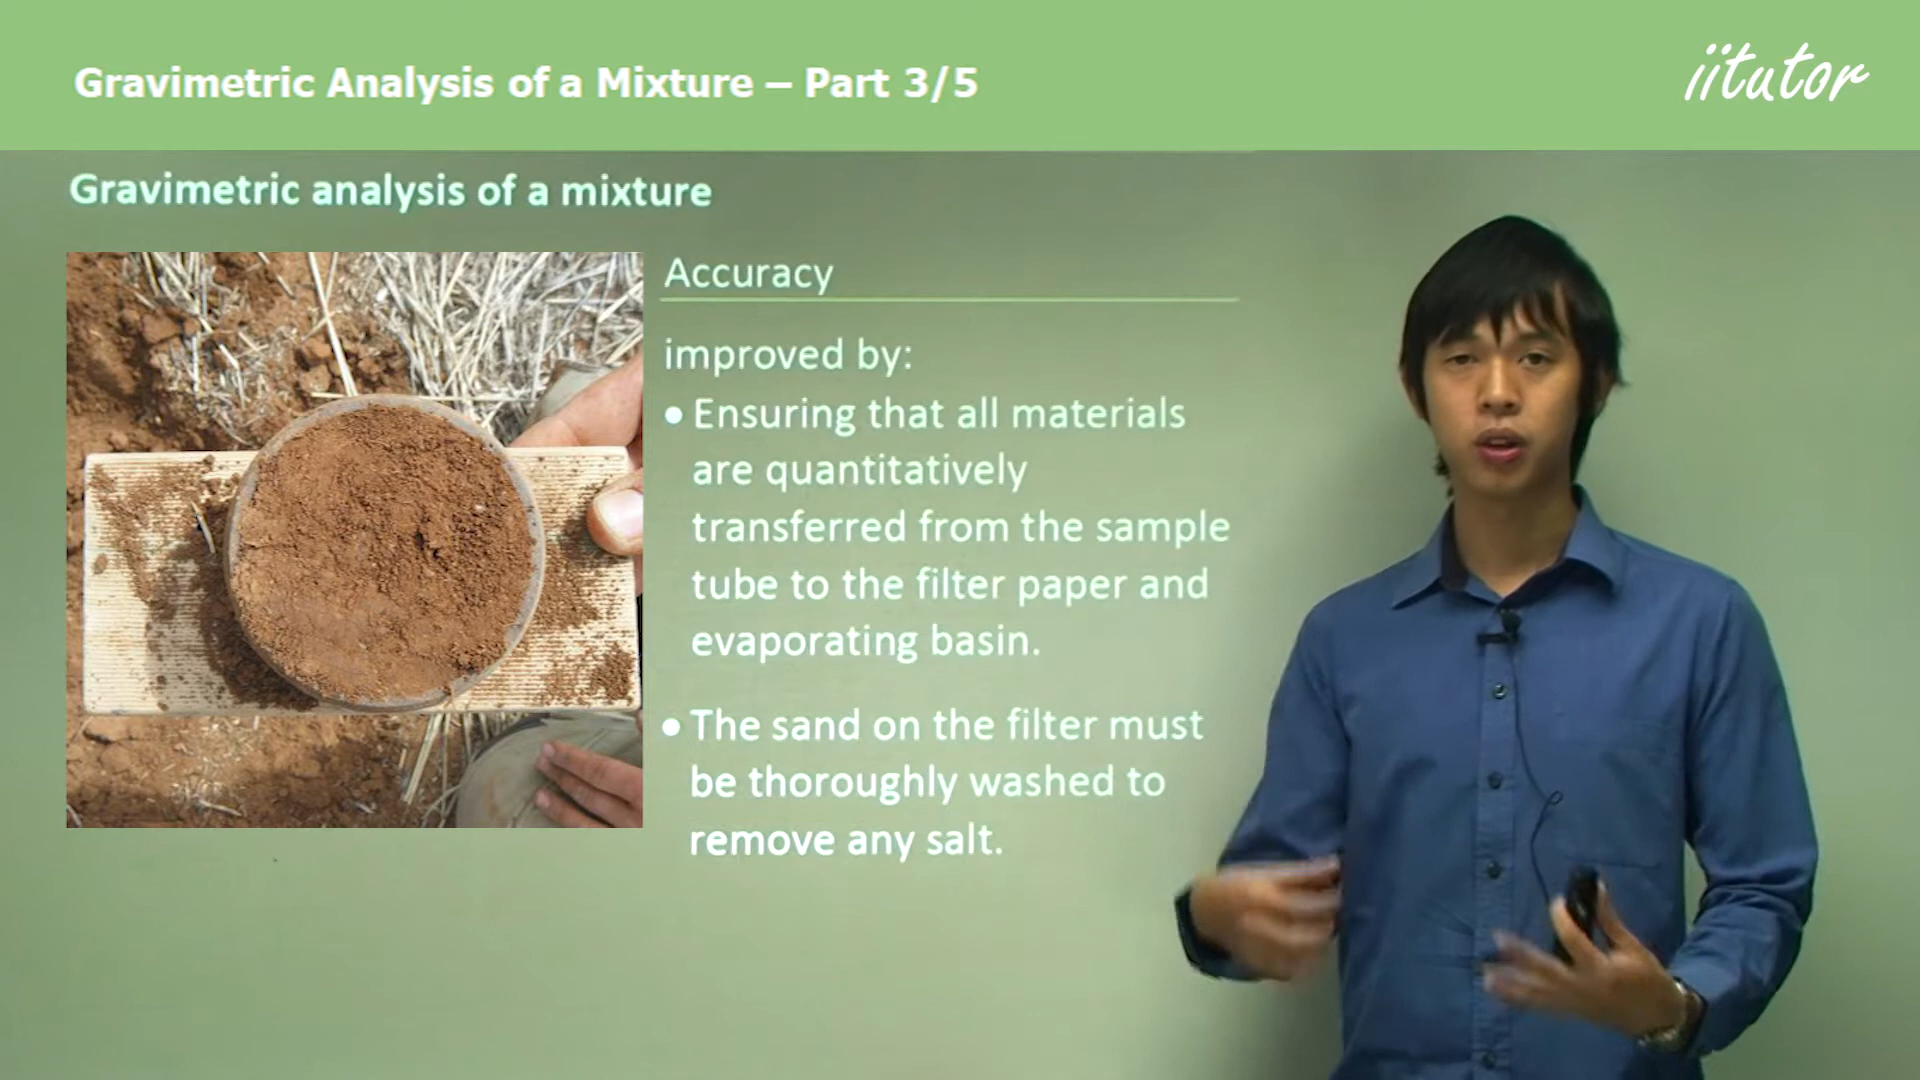 Gravimetric Analysis of a Mixture – Part 3/5
iitutor
Gravimetric analysis of a mixture
Accuracy
improved by:
• Ensuring that all materials
are quantitatively
transferred from the sample
tube to the filter paper and
evaporating basin.
• The sand on the filter must
be thoroughly washed to
remove any salt.